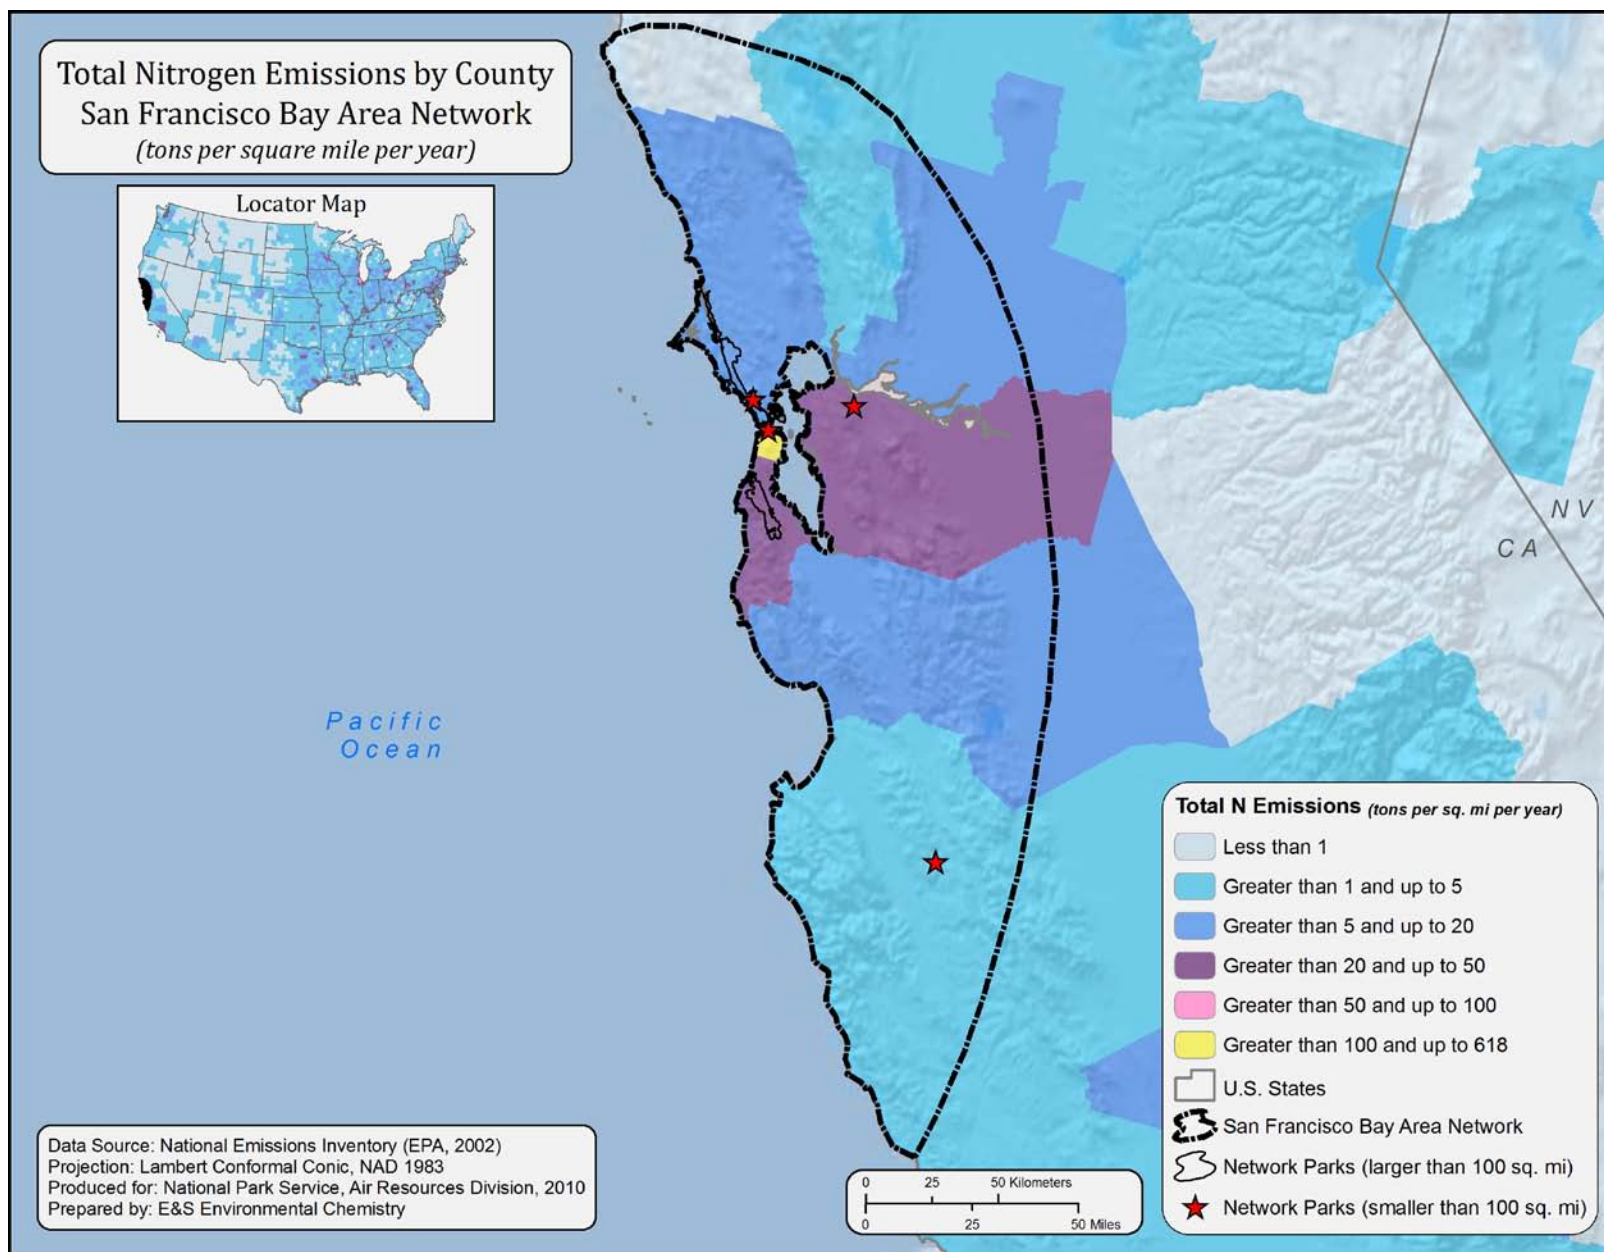 Total Nitrogen Emissions by County
San Francisco Bay Area Network
(tons per square mile per year)
Locator Map
NV
CA
Pacific
Ocean
Total N Emissions (tons per sq. mi per year)
Less than 1
Greater than 1 and up to 5
Greater than 5 and up to 20
Greater than 20 and up to 50
Greater than 50 and up to 100
Greater than 100 and up to 618
U.S. States
San Francisco Bay Area Network
Network Parks (larger than 100 sq. mi)
Network Parks (smaller than 100 sq. mi)
Data Source: National Emissions Inventory (EPA, 2002)
Projection: Lambert Conformal Conic, NAD 1983
Produced for: National Park Service, Air Resources Division, 2010
Prepared by: E&S Environmental Chemistry
0 25 50 Kilometers
0 25 50 Miles